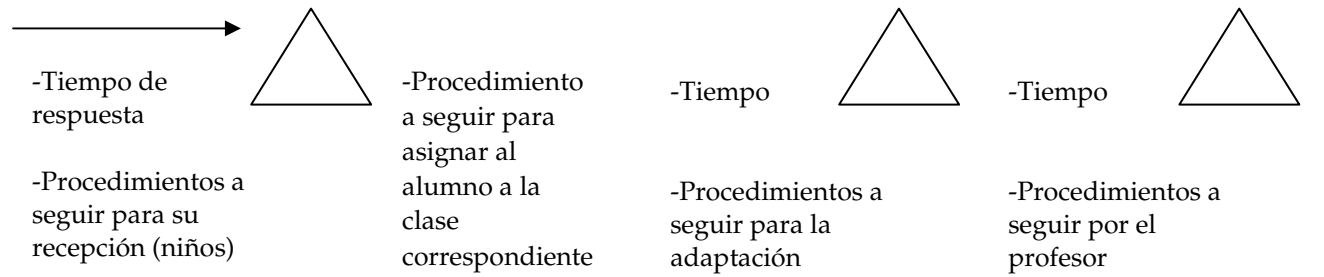 -Tiempo de
respuesta
-Procedimientos a
seguir para su
recepción (niños)
-Procedimiento
a seguir para
asignar al
alumno a la
clase
correspondiente
-Tiempo
-Procedimientos a
seguir para la
adaptación
-Tiempo
-Procedimientos a
seguir por el
profesor